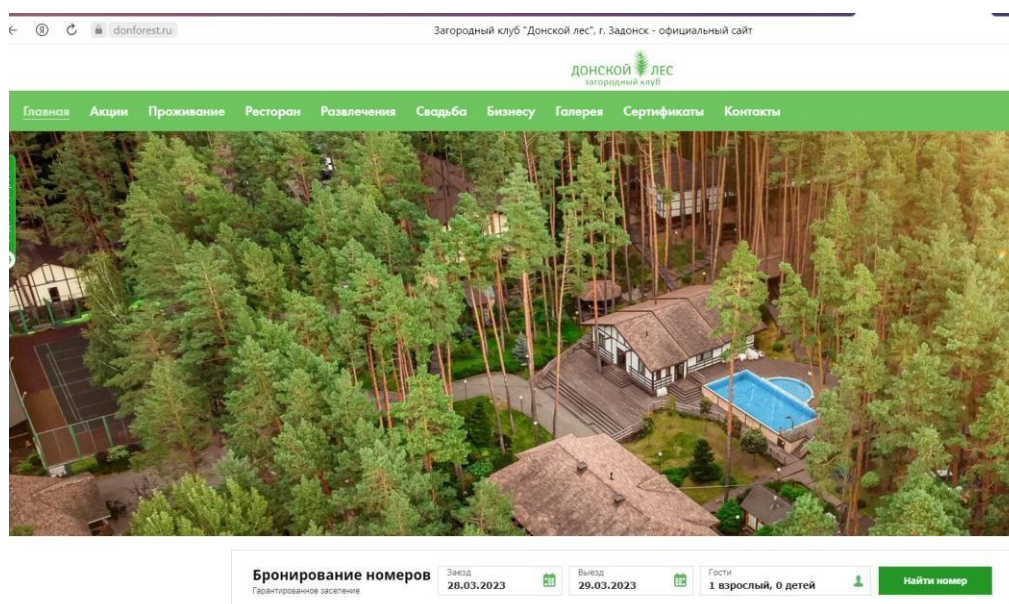 donforest.ru
Загородный клуб "Донской лес", г. Задонск - официальный сайт
ДОНСКОЙ ЛЕС
загородный клуб
Главная Акции Проживание Ресторан Развлечения Свадьба Бизнесу Галерея Сертификаты Контакты
Бронирование номеров
Гарантированное заселение
Заезд
28.03.2023
Выезд
29.03.2023
Гости
1 взрослый, 0 детей
Найти номер